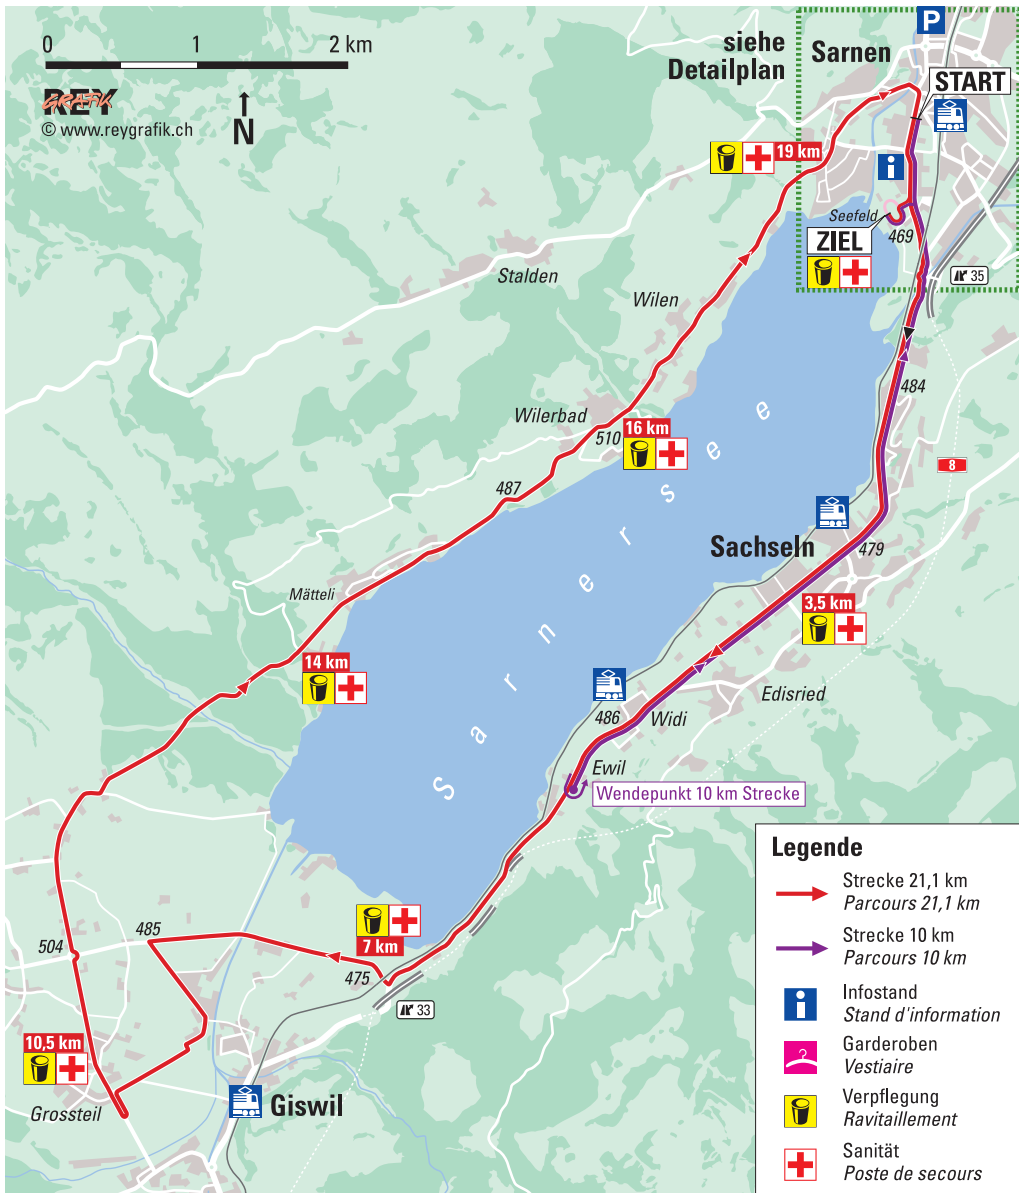 0 1 2 km
REY
GRAFIK
© www.reygrafik.ch
N
siehe
Detailplan
Sarnen
P
START
19 km
i
Seefeld
ZIEL
469
35
Stalden
Wilen
484
Wilerbad
510
16 km
8
487
Sachseln
479
Sarnersee
Mätteli
3,5 km
14 km
Edisried
486
Widi
Ewil
Wendepunkt 10 km Strecke
7 km
485
504
475
33
10,5 km
Grossteil
Giswil
Legende
Strecke 21,1 km
Parcours 21,1 km
Strecke 10 km
Parcours 10 km
i
Infostand
Stand d'information
Garderoben
Vestiaire
Verpflegung
Ravitaillement
Sanität
Poste de secours